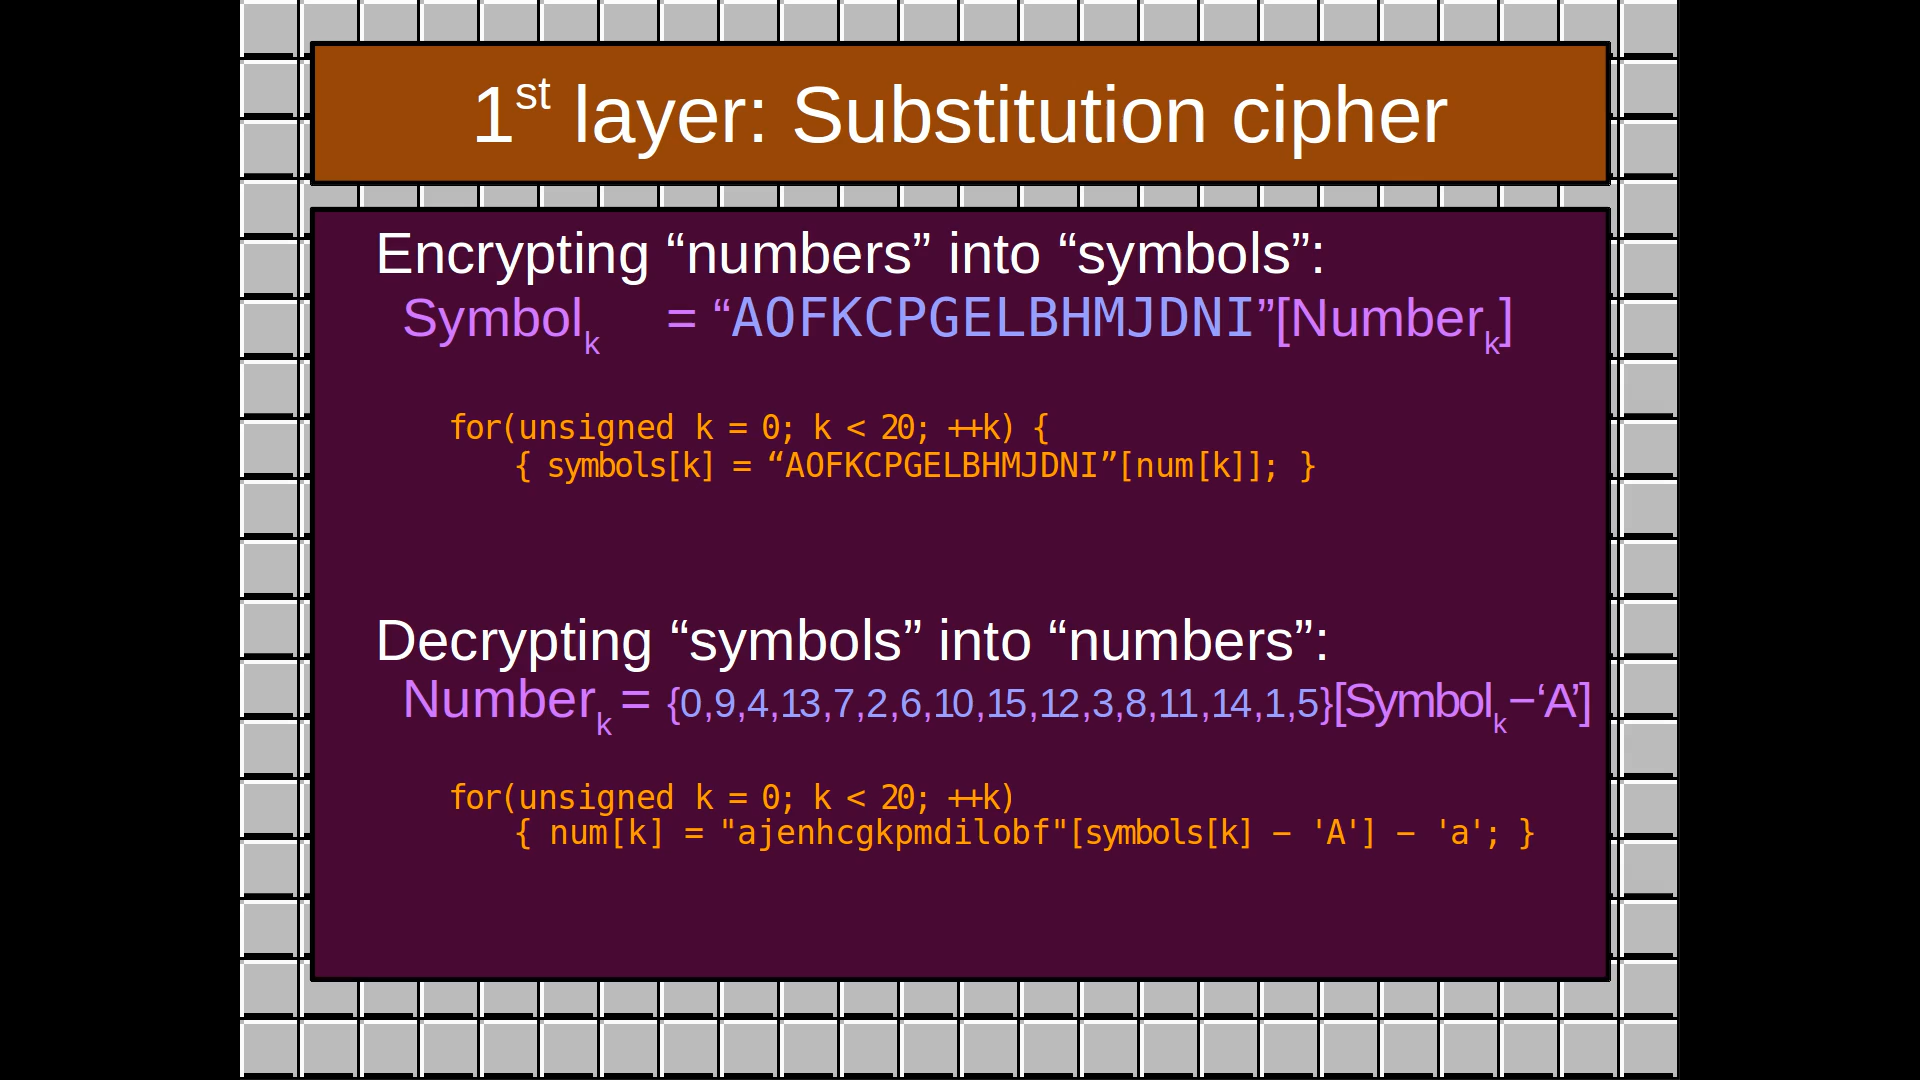 1st layer: Substitution cipher
Encrypting “numbers” into “symbols”:
Symbolk = “AOFKCPGELBHMJDNI”[Numberk]
for(unsigned k = 0; k < 20; ++k) {
{ symbols[k] = “AOFKCPGELBHMJDNI”[num[k]]; }
Decrypting “symbols” into “numbers”:
Numberk = {0,9,4,13,7,2,6,10,15,12,3,8,11,14,1,5}[Symbolk–‘A’]
for(unsigned k = 0; k < 20; ++k)
{ num[k] = "ajenhcgkpmdilobf"[symbols[k] – 'A'] – 'a'; }